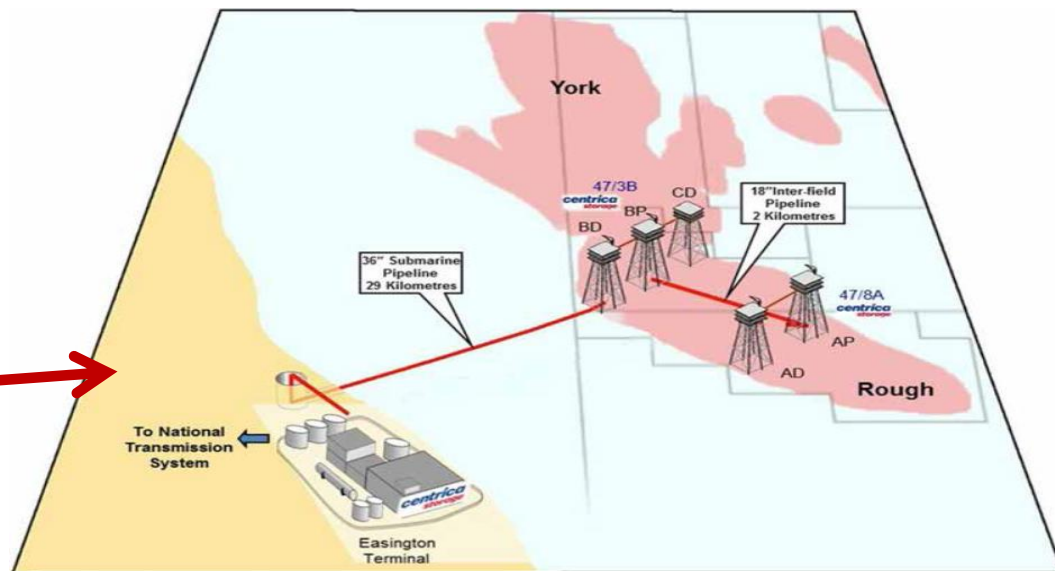 York
47/3B
centrica
storage
CD
BP
BD
18"Inter-field
Pipeline
2 Kilometres
36" Submarine
Pipeline
29 Kilometres
47/8A
centrica
storage
AP
AD
Rough
To National
Transmission
System
centrica
storage
Easington
Terminal